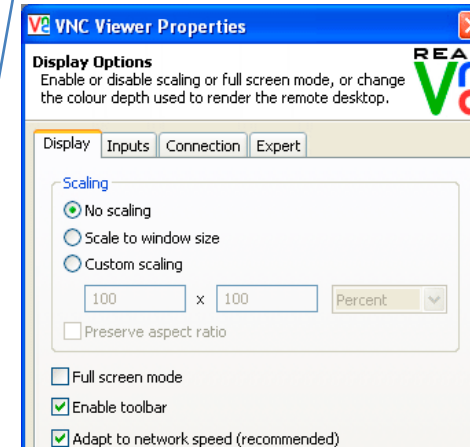 VNC Viewer Properties
Display Options
Enable or disable scaling or full screen mode, or change
the colour depth used to render the remote desktop.
REA
Display Inputs Connection Expert
Scaling
No scaling
Scale to window size
Custom scaling
100 x 100 Percent
Preserve aspect ratio
Full screen mode
Enable toolbar
Adapt to network speed (recommended)